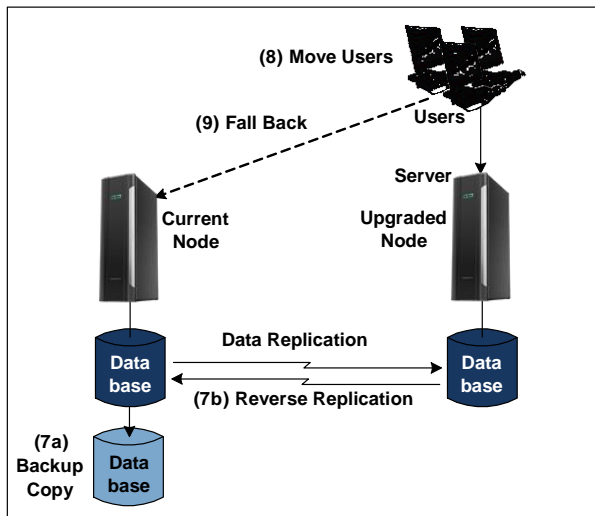 (8) Move Users
Users
(9) Fall Back
Server
Current
Node
Upgraded
Node
Data Replication
Data
base
Data
base
(7b) Reverse Replication
(7a)
Backup
Copy
Data
base